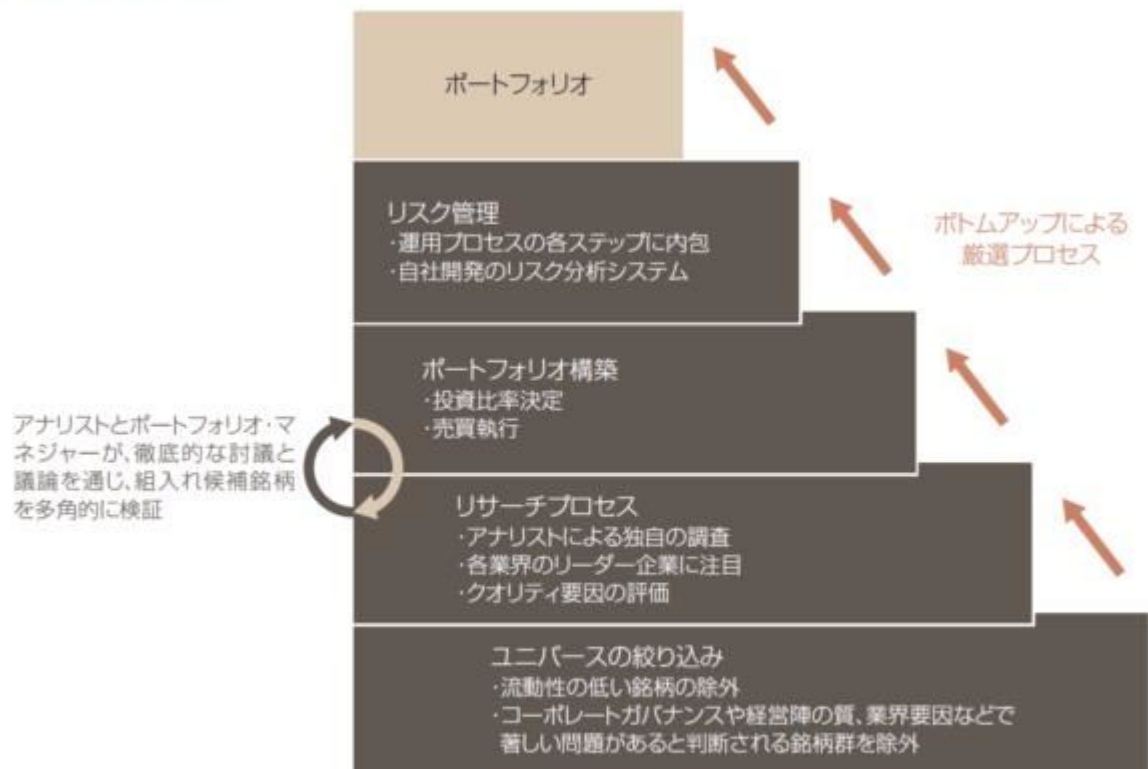 ポートフォリオ
リスク管理
・運用プロセスの各ステップに内包
・自社開発のリスク分析システム
ボトムアップによる
厳選プロセス
ポートフォリオ構築
・投資比率決定
・売買執行
アナリストとポートフォリオ・マ
ネジャーが、徹底的な討議と
議論を通じ、組入れ候補銘柄
を多角的に検証
リサーチプロセス
・アナリストによる独自の調査
・各業界のリーダー企業に注目
・クオリティ要因の評価
ユニバースの絞り込み
・流動性の低い銘柄の除外
・コーポレートガバナンスや経営陣の質、業界要因などで
著しい問題があると判断される銘柄群を除外